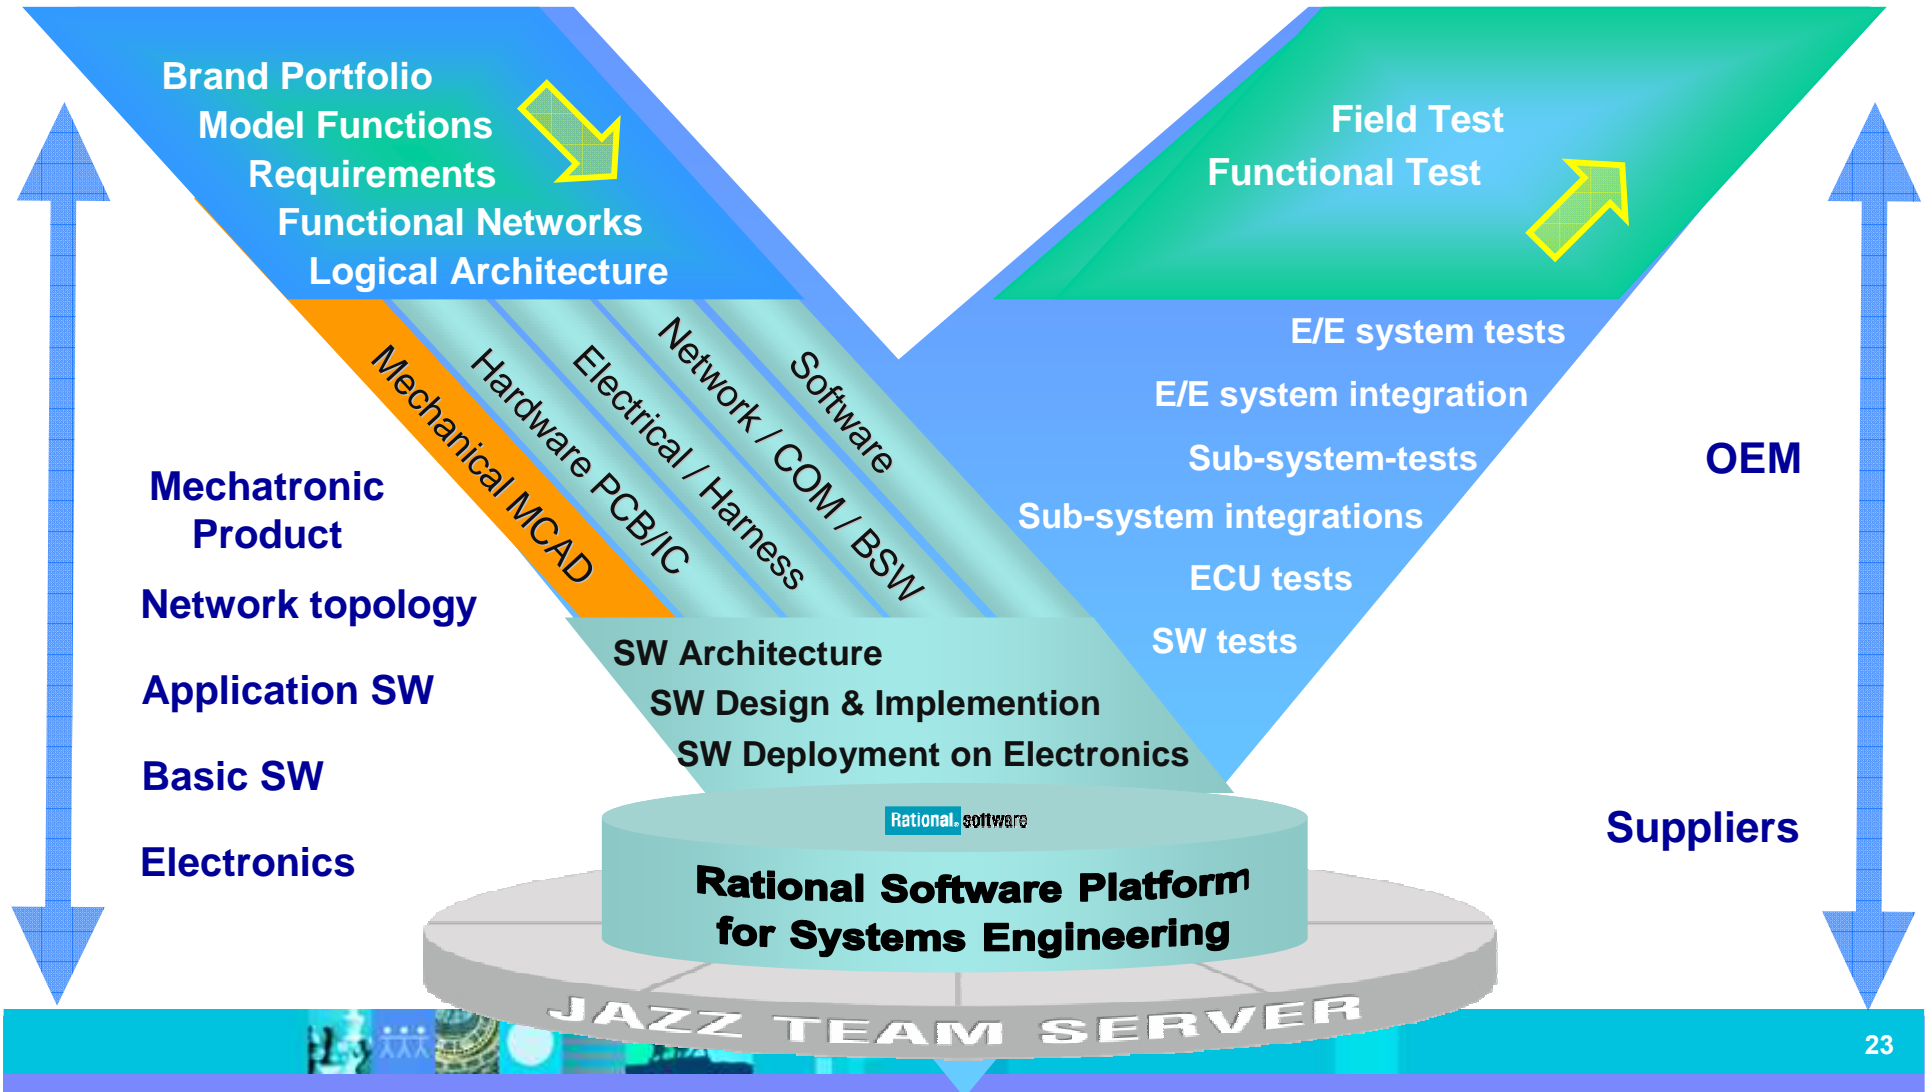 Brand Portfolio
Model Functions
Requirements
Functional Networks
Logical Architecture
Field Test
Functional Test
Mechanical MCAD
Hardware PCB/IC
Electrical / Harness
Network / COM / BSW
Software
E/E system tests
E/E system integration
Sub-system-tests
Sub-system integrations
ECU tests
SW tests
Mechatronic
Product
Network topology
Application SW
Basic SW
Electronics
OEM
Suppliers
SW Architecture
SW Design & Implemention
SW Deployment on Electronics
Rational® software
Rational Software Platform
for Systems Engineering
JAZZ TEAM SERVER
23